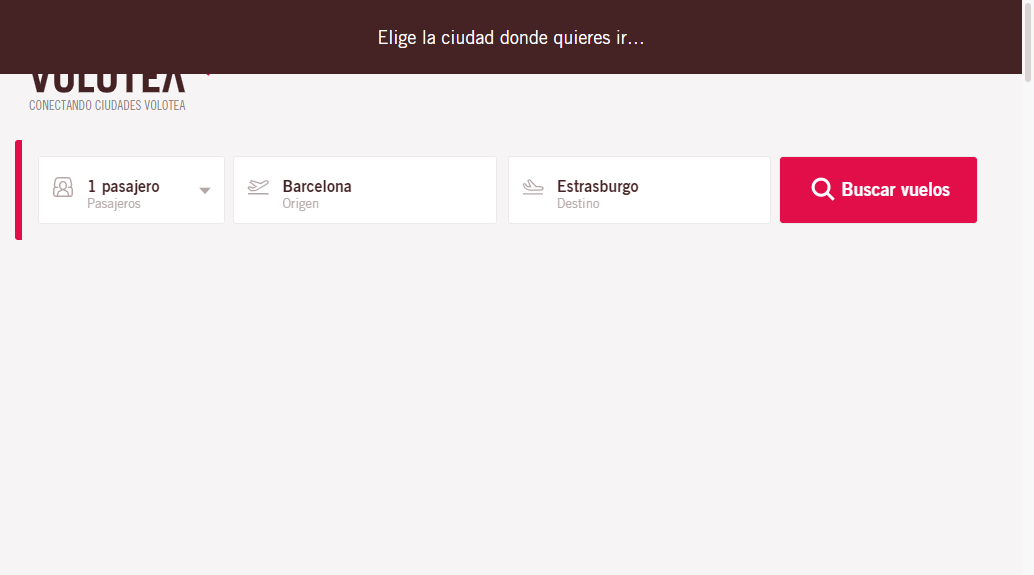 Elige la ciudad donde quieres ir...
VOLOTEA
CONECTANDO CIUDADES VOLOTEA
1 pasajero
Pasajeros
Barcelona
Origen
Estrasburgo
Destino
Buscar vuelos